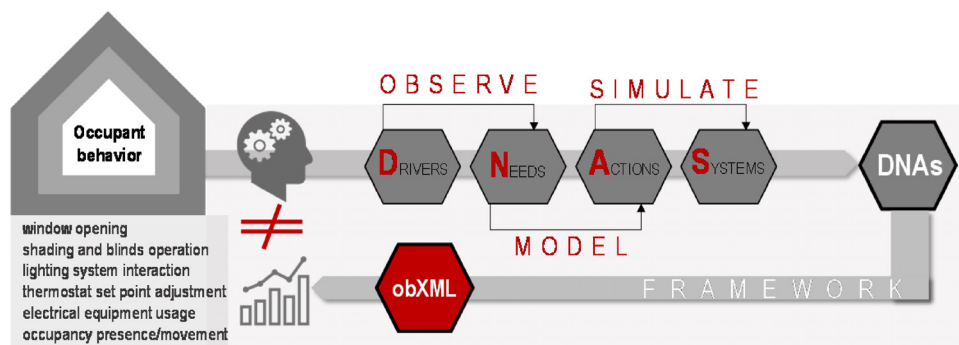 OBSERVE
SIMULATE
Occupant
behavior
DRIVERS
NEEDS
ACTIONS
SYSTEMS
DNAs
MODEL
window opening
shading and blinds operation
lighting system interaction
thermostat set point adjustment
electrical equipment usage
occupancy presence/movement
obXML
FRAMEWORK